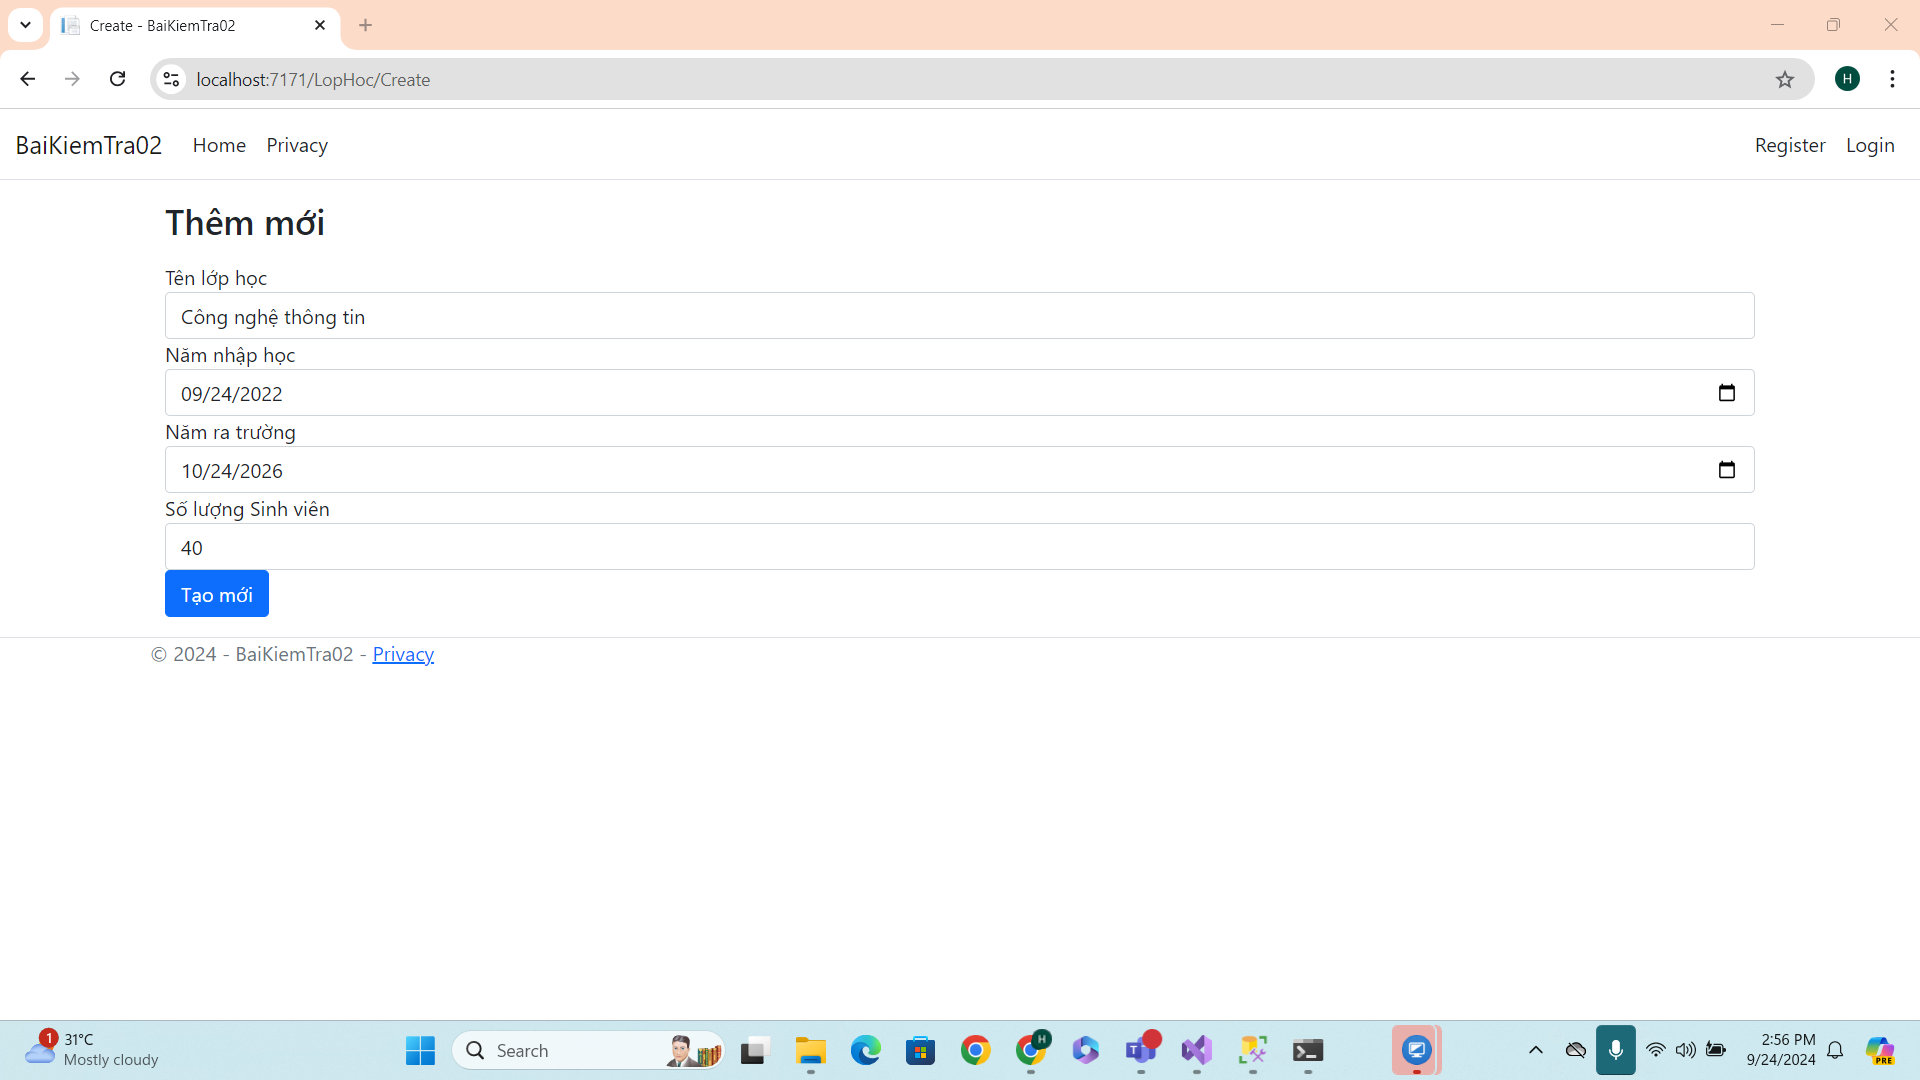 Create - BaiKiemTra02
localhost:7171/LopHoc/Create
H
BaiKiemTra02 Home Privacy Register Login
Thêm mới
Tên lớp học
Công nghệ thông tin
Năm nhập học
09/24/2022
Năm ra trường
10/24/2026
Số lượng Sinh viên
40
Tạo mới
© 2024 - BaiKiemTra02 - Privacy
1
31°C
Mostly cloudy
Search
H
T
PRE
2:56 PM
9/24/2024